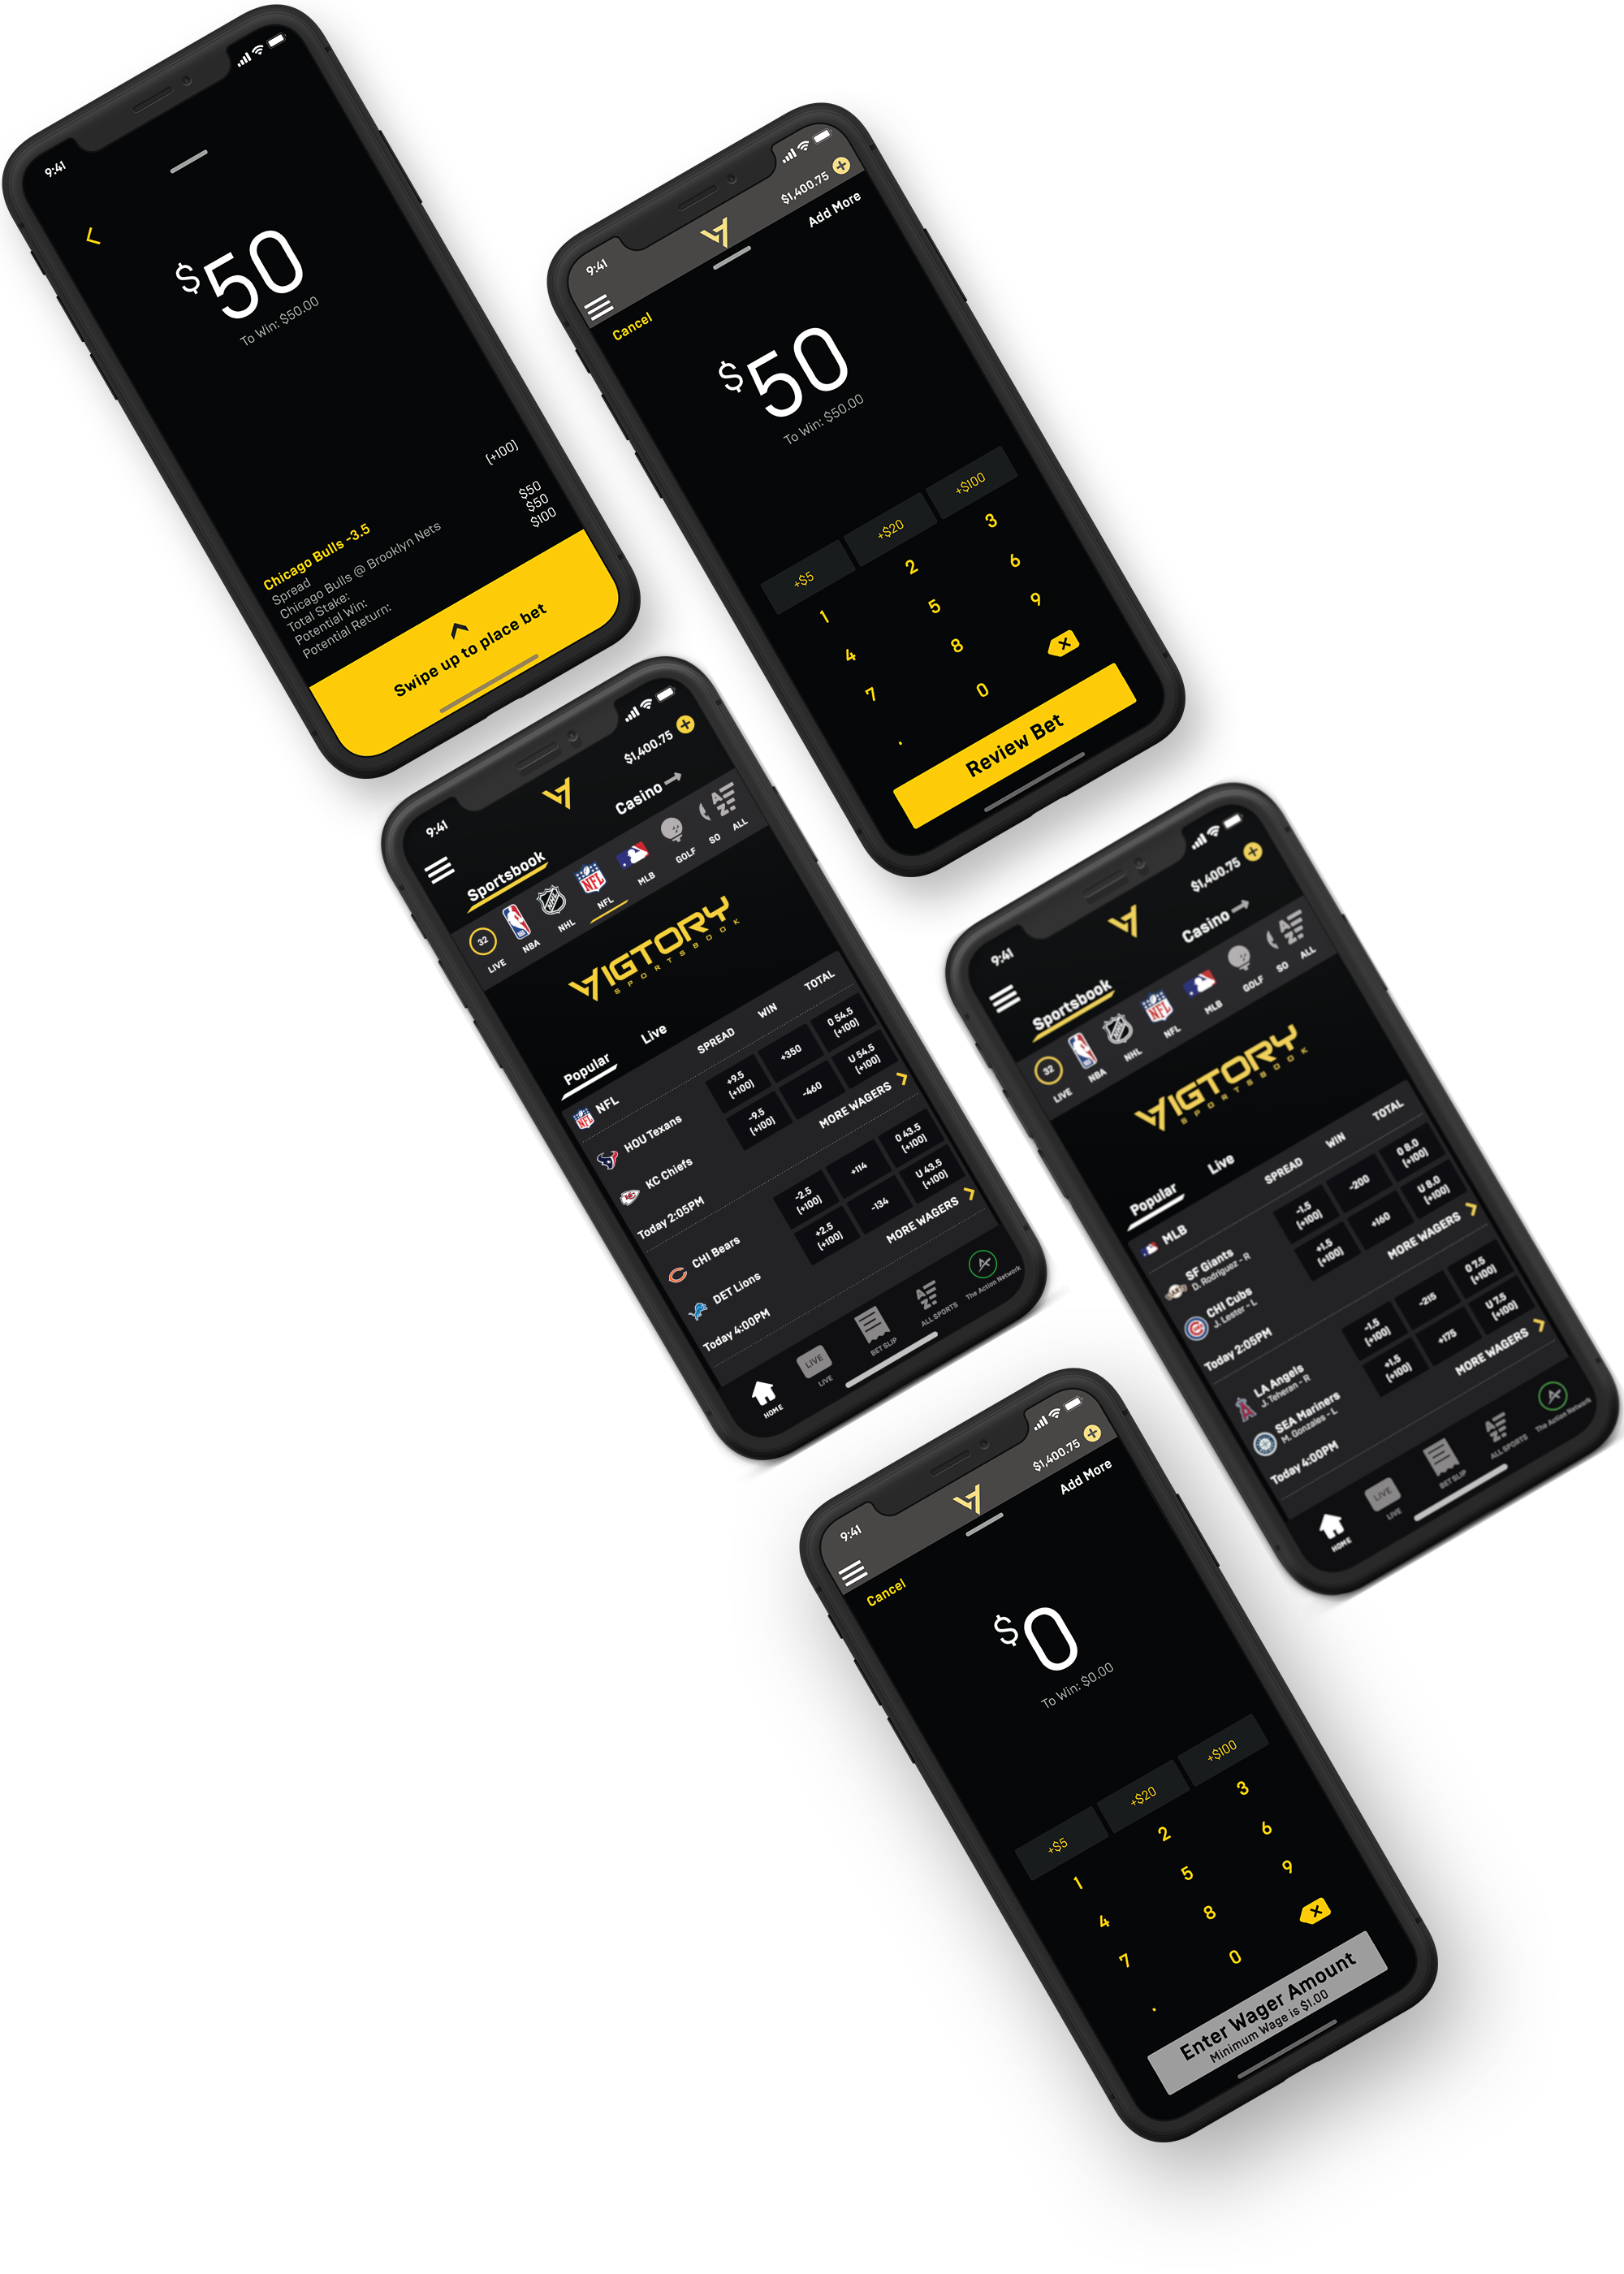 9:41
$50
To Win: $50.00
(+100)
Chicago Bulls -3.5
Spread
Chicago Bulls @ Brooklyn Nets
Total Stake: $50
Potential Win: $50
Potential Return: $100
Swipe up to place bet
9:41
$1,400.75
Cancel
Add More
$50
To Win: $50.00
+$5 +$20 +$100
1 2 3
4 5 6
7 8 9
. 0
Review Bet
9:41
$1,400.75
Sportsbook Casino
32
LIVE NBA NHL NFL MLB GOLF SO ALL
VIGTORY
SPORTSBOOK
Popular Live
NFL SPREAD WIN TOTAL
HOU Texans +9.5 (+100) +350 O 54.5 (+100)
KC Chiefs -9.5 (+100) -460 U 54.5 (+100)
Today 2:05PM MORE WAGERS
CHI Bears -2.5 (+100) +114 O 43.5 (+100)
DET Lions +2.5 (+100) -134 U 43.5 (+100)
Today 4:00PM MORE WAGERS
LIVE
HOME LIVE BET SLIP ALL SPORTS The Action Network
9:41
$1,400.75
Sportsbook Casino
32
LIVE NBA NHL NFL MLB GOLF SO ALL
VIGTORY
SPORTSBOOK
Popular Live
MLB SPREAD WIN TOTAL
SF Giants -1.5 (+100) -200 O 8.0 (+100)
D. Rodriguez - R
CHI Cubs +1.5 (+100) +160 U 8.0 (+100)
J. Lester - L
Today 2:05PM MORE WAGERS
LA Angels -1.5 (+100) -215 O 7.5 (+100)
J. Teheran - R
SEA Mariners +1.5 (+100) +175 U 7.5 (+100)
M. Gonzales - L
Today 4:00PM MORE WAGERS
LIVE
HOME LIVE BET SLIP ALL SPORTS The Action Network
9:41
$1,400.75
Cancel
Add More
$0
To Win: $0.00
+$5 +$20 +$100
1 2 3
4 5 6
7 8 9
. 0
Enter Wager Amount
Minimum Wage is $1.00